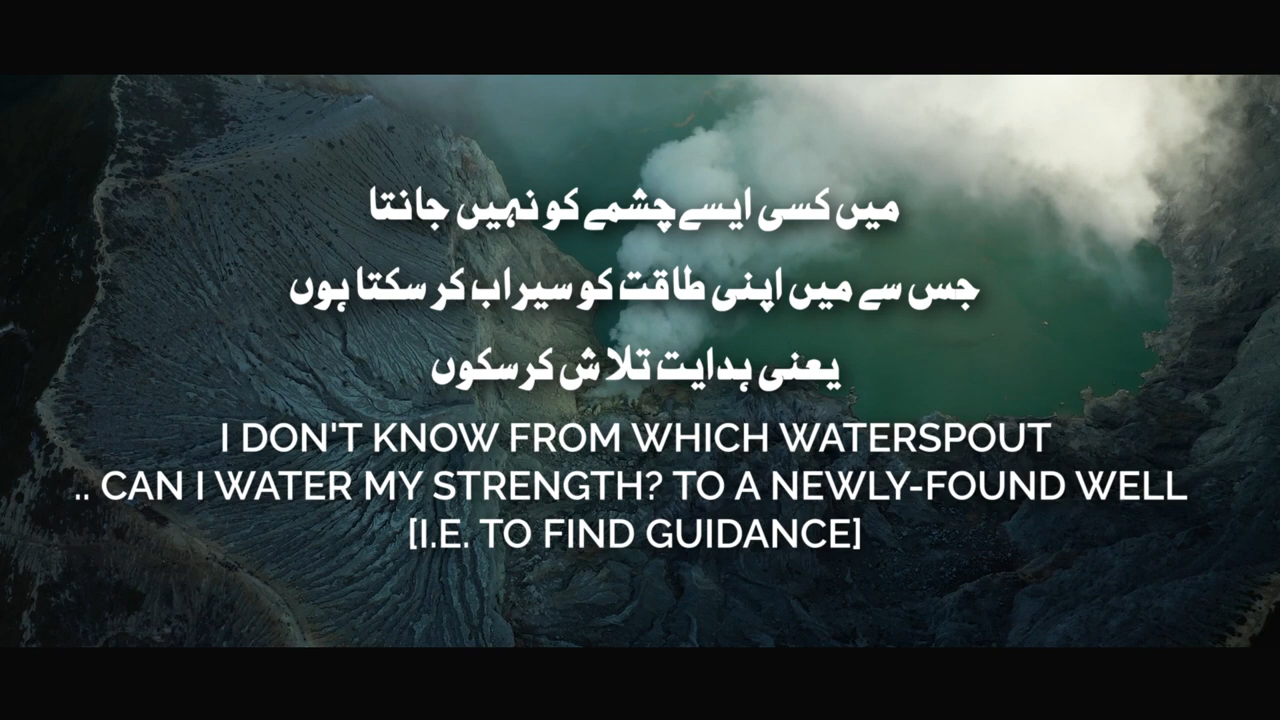 میں کسی ایسے چشمے کو نہیں جانتا
جس سے میں اپنی طاقت کو سیراب کر سکتا ہوں
یعنی ہدایت تلاش کرسکوں
I DON'T KNOW FROM WHICH WATERSPOUT
.. CAN I WATER MY STRENGTH? TO A NEWLY-FOUND WELL
[I.E. TO FIND GUIDANCE]